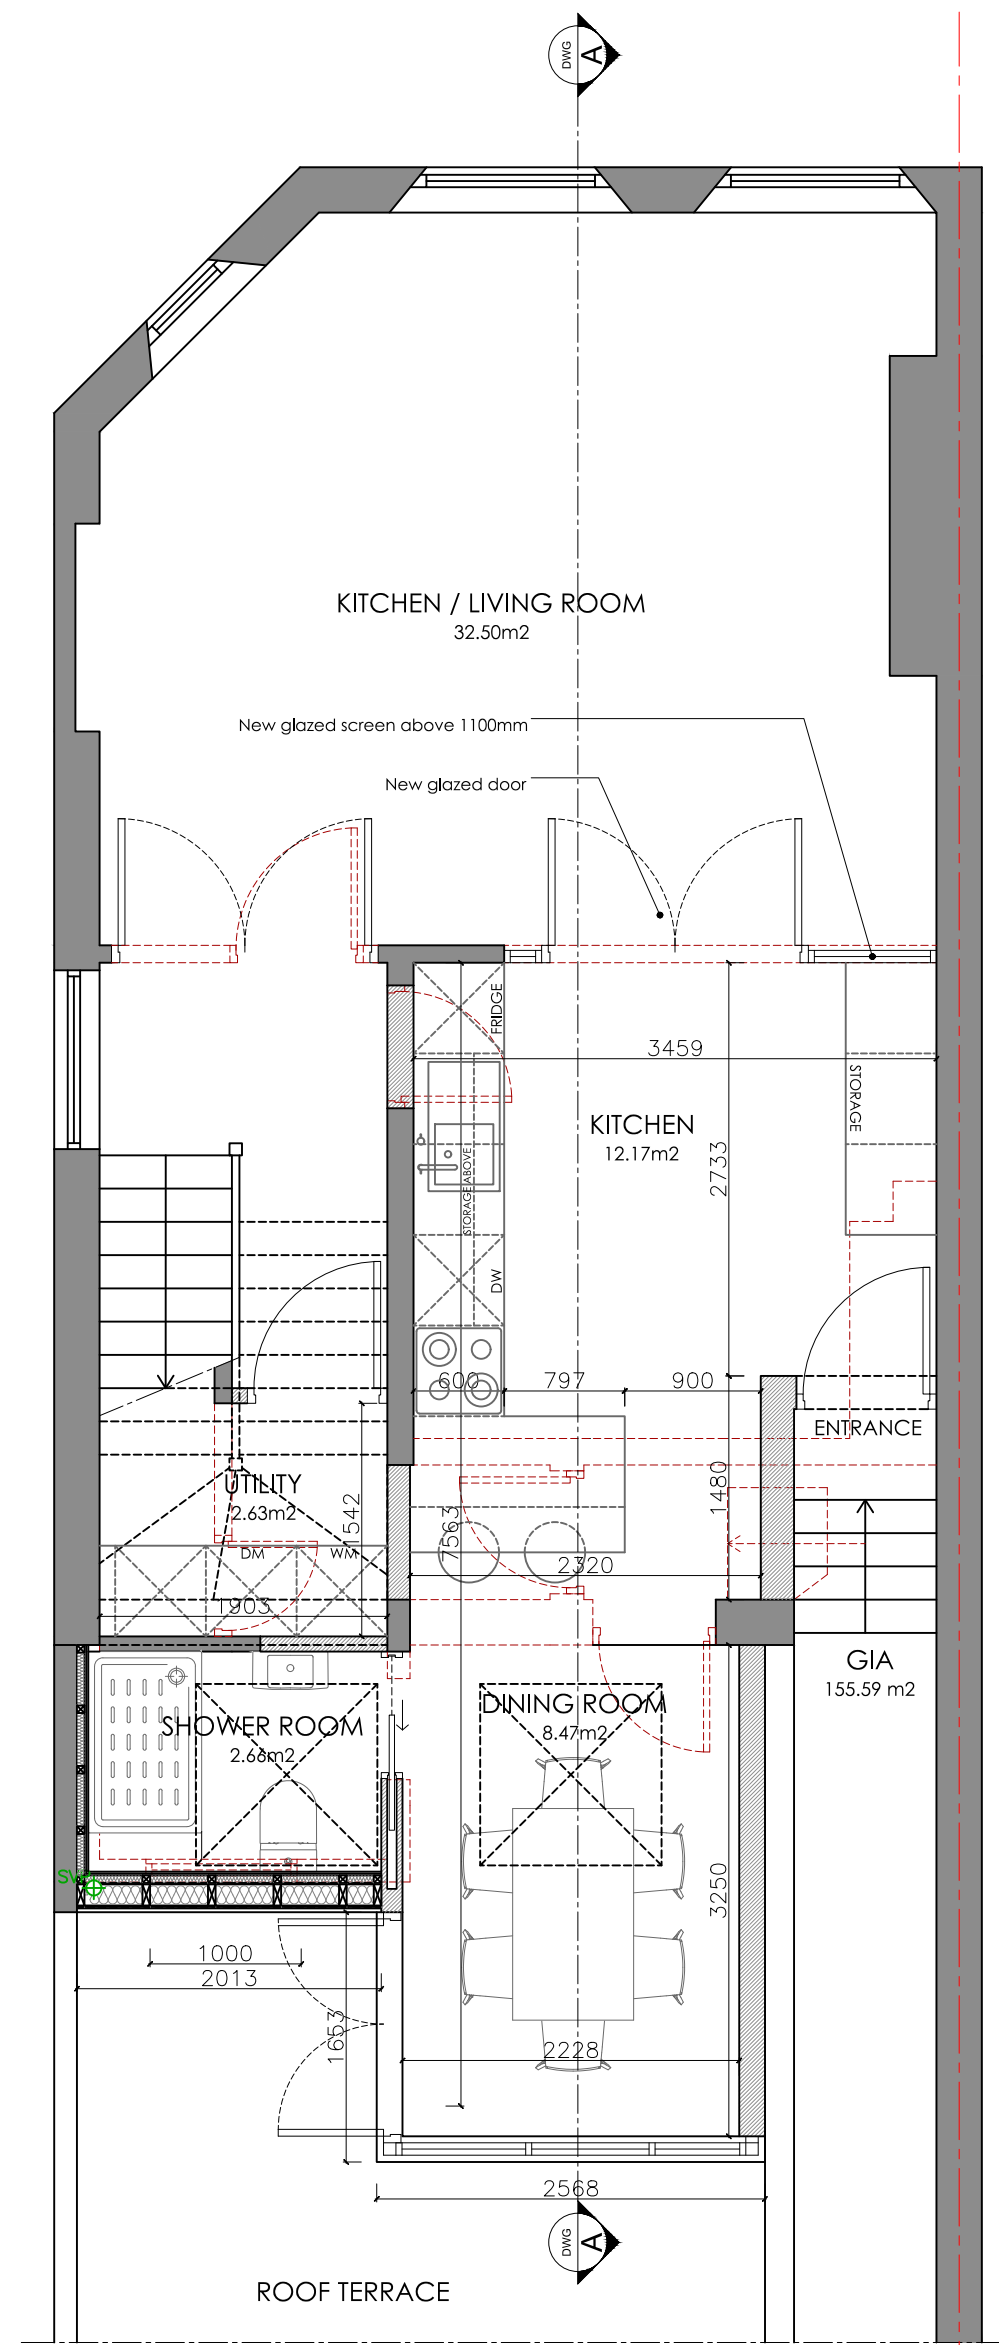 DWG
A
KITCHEN / LIVING ROOM
32.50m2
New glazed screen above 1100mm
New glazed door
FRIDGE
3459
STORAGE
KITCHEN
12.17m2
2733
STORAGE ABOVE
DW
600
797
900
ENTRANCE
UTILITY
2.63m2
1542
7563
1480
DM
WM
2320
1903
GIA
155.59 m2
SHOWER ROOM
2.66m2
DINING ROOM
8.47m2
SVP
3250
1000
2013
1653
2228
2568
DWG
A
ROOF TERRACE